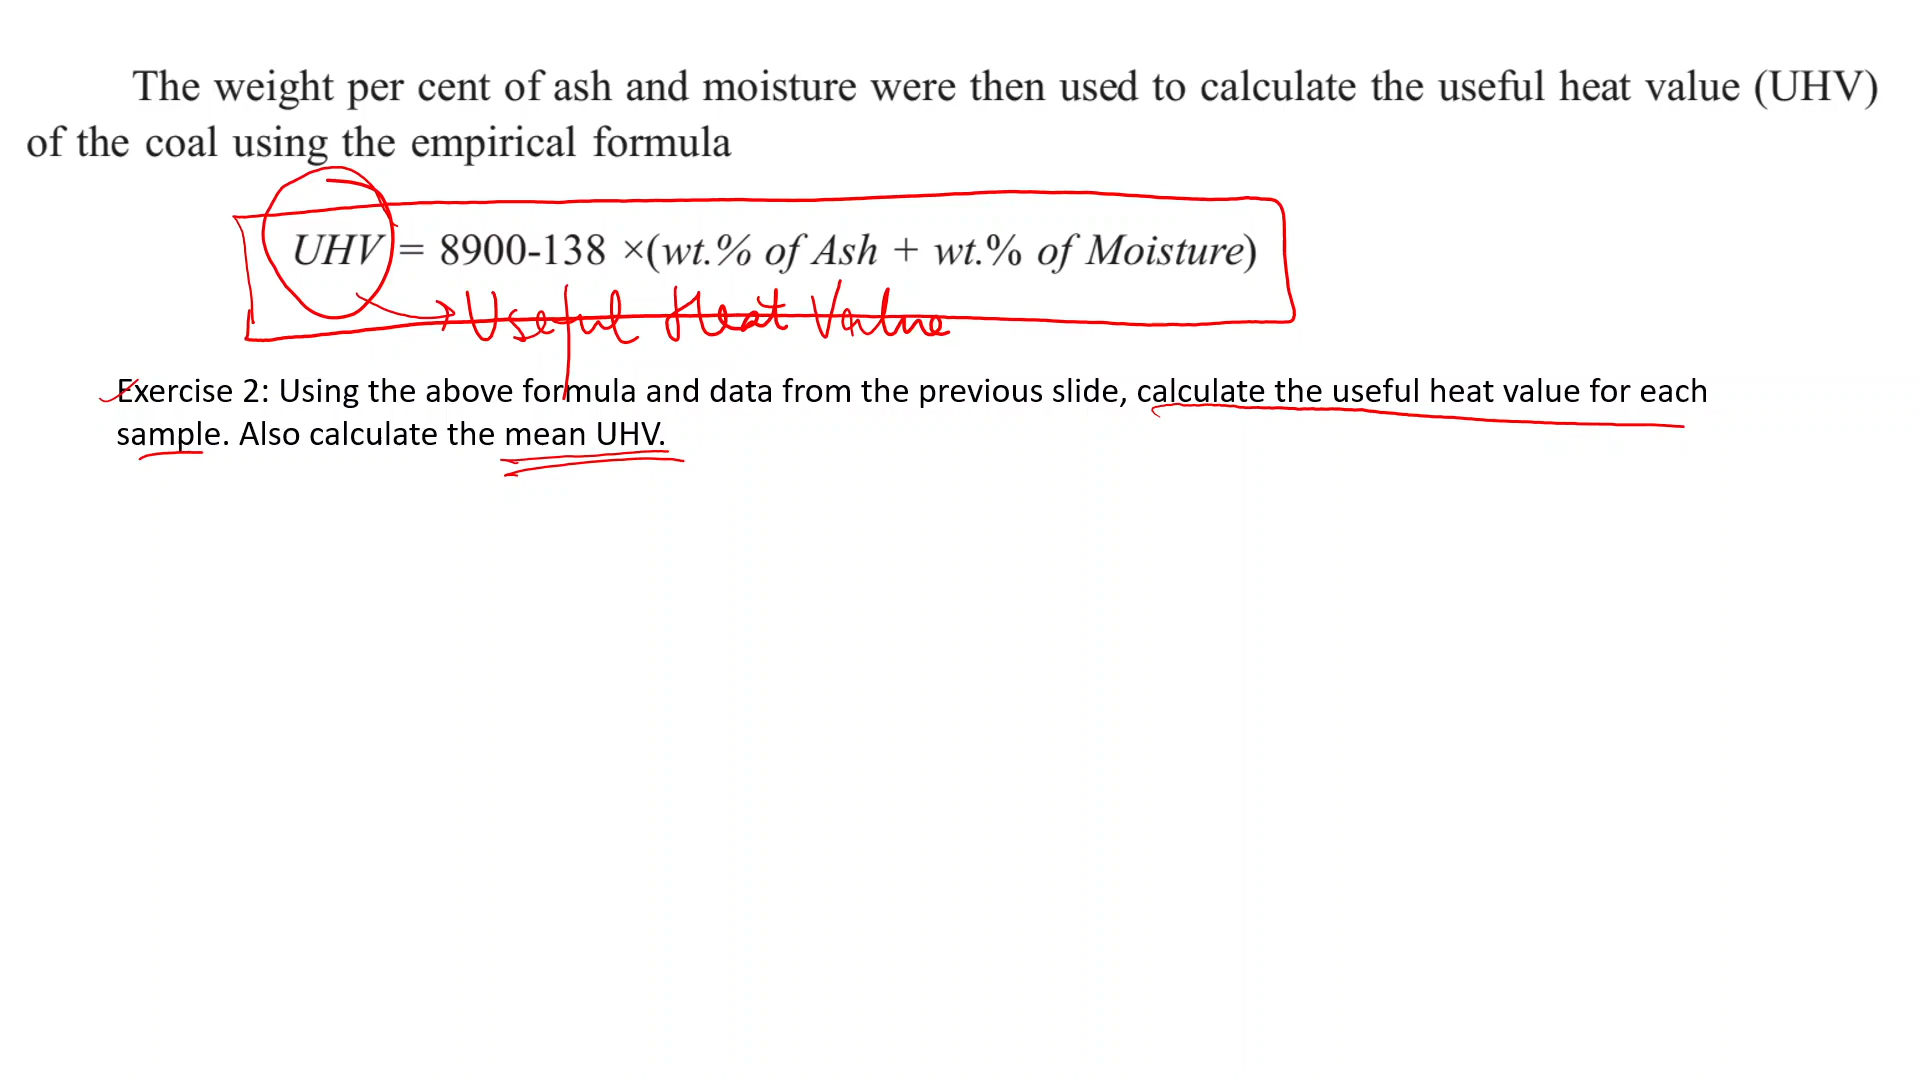 The weight per cent of ash and moisture were then used to calculate the useful heat value (UHV)
of the coal using the empirical formula
UHV = 8900-138 ×(wt.% of Ash + wt.% of Moisture)
Useful Heat Value
Exercise 2: Using the above formula and data from the previous slide, calculate the useful heat value for each
sample. Also calculate the mean UHV.